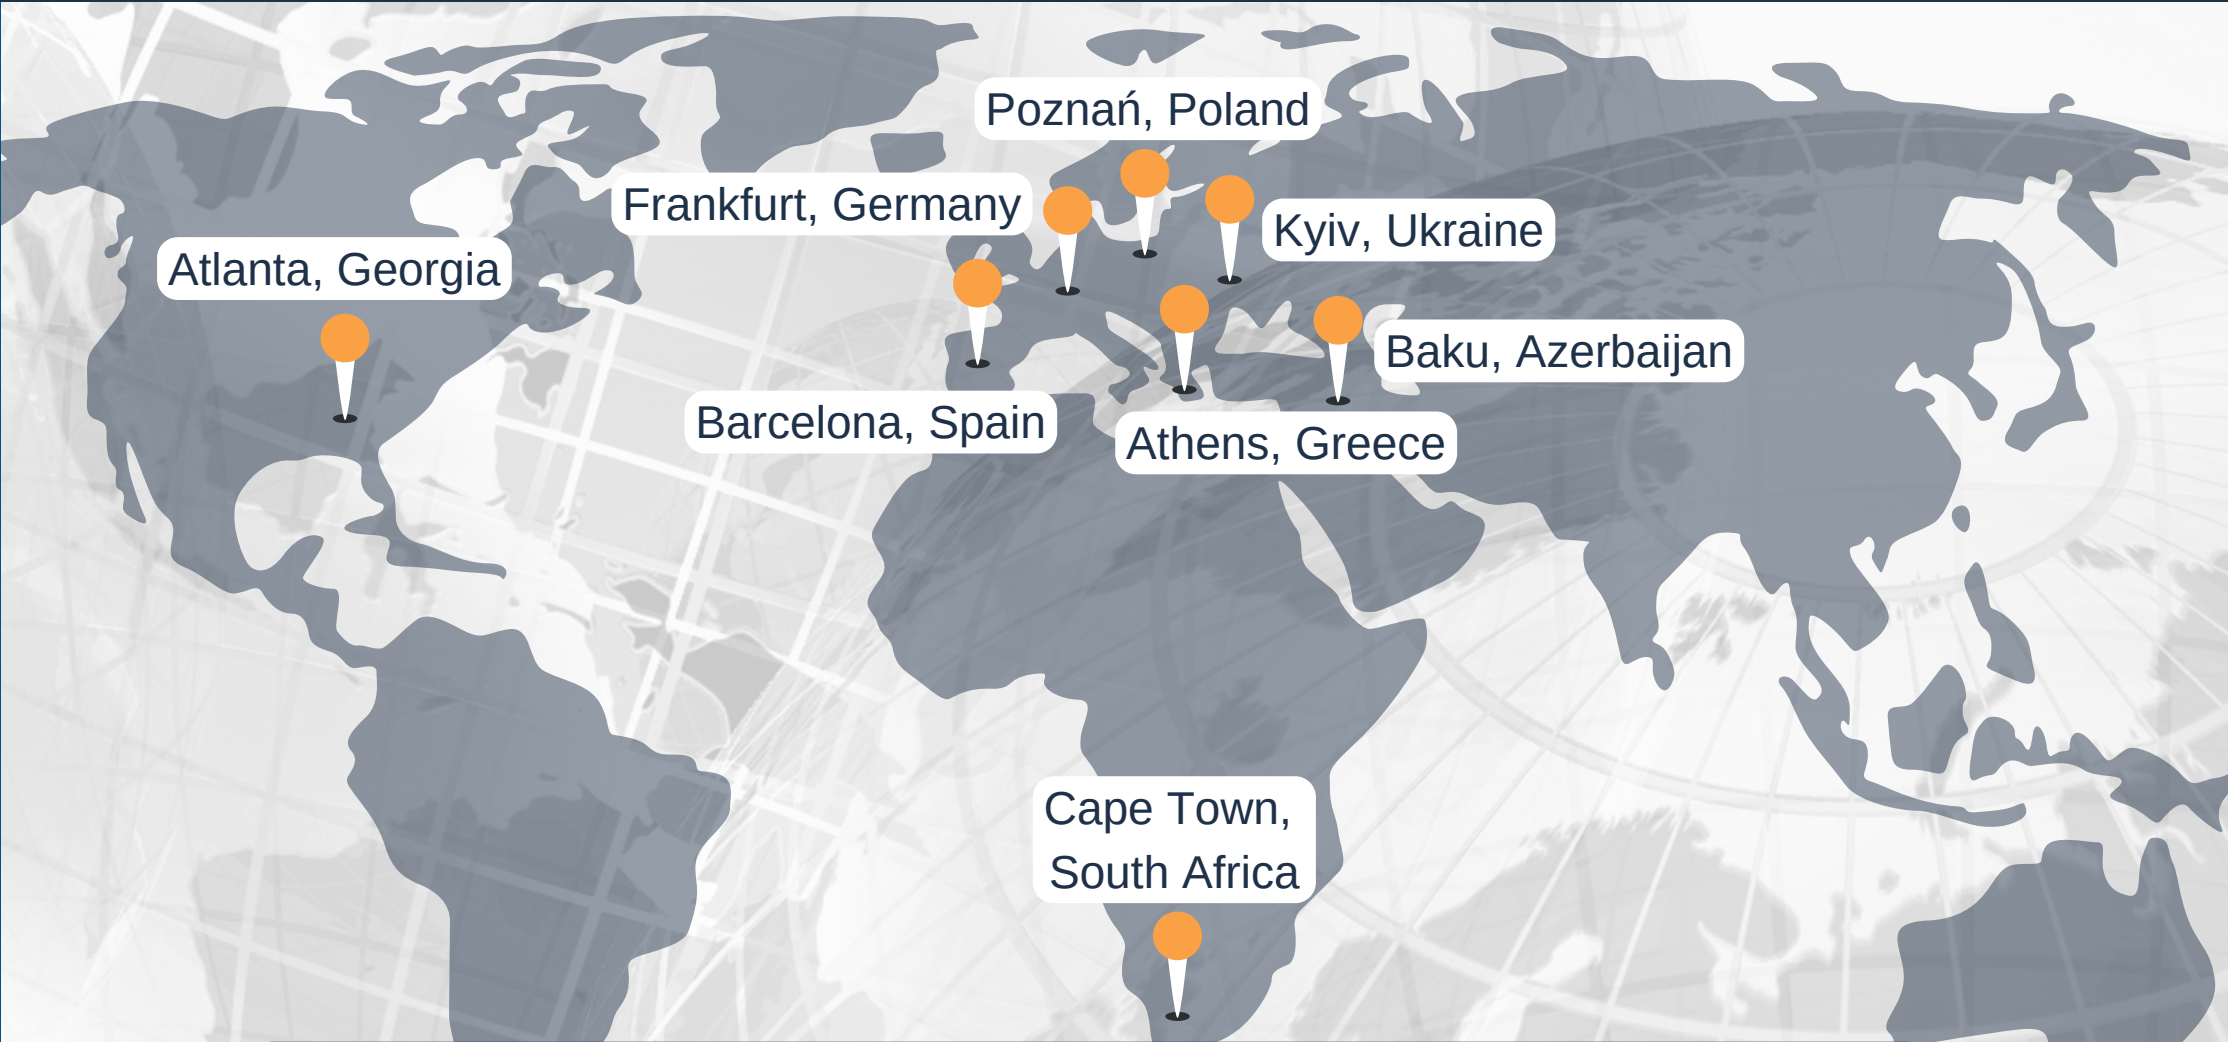 Poznań, Poland
Frankfurt, Germany
Kyiv, Ukraine
Atlanta, Georgia
Baku, Azerbaijan
Barcelona, Spain
Athens, Greece
Cape Town,
South Africa